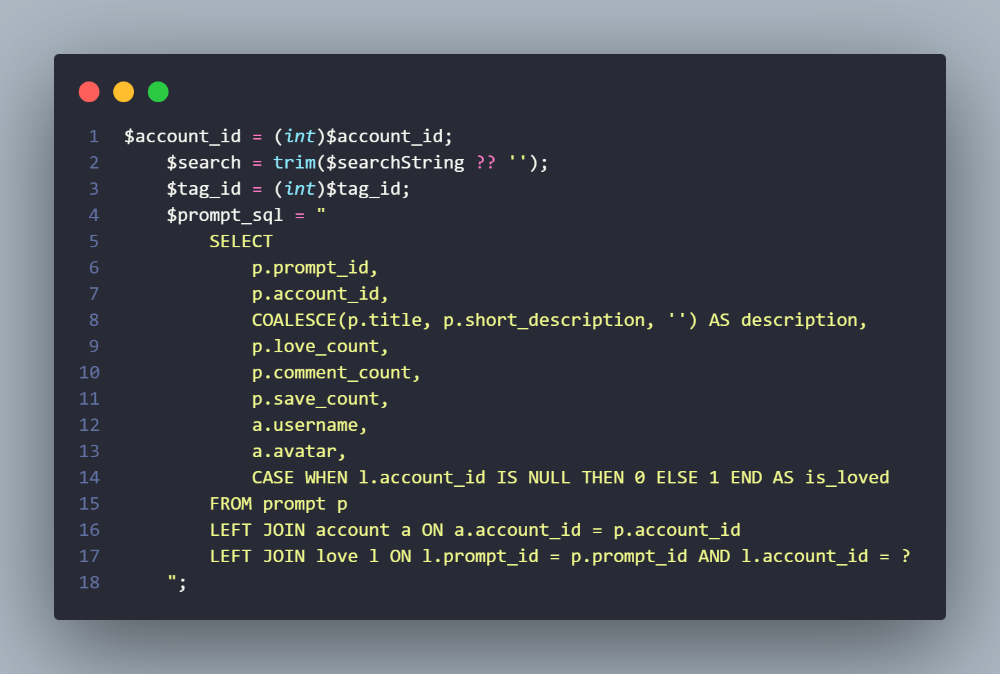 1 $account_id = (int)$account_id;
2 $search = trim($searchString ?? '');
3 $tag_id = (int)$tag_id;
4 $prompt_sql = "
5 SELECT
6 p.prompt_id,
7 p.account_id,
8 COALESCE(p.title, p.short_description, '') AS description,
9 p.love_count,
10 p.comment_count,
11 p.save_count,
12 a.username,
13 a.avatar,
14 CASE WHEN l.account_id IS NULL THEN 0 ELSE 1 END AS is_loved
15 FROM prompt p
16 LEFT JOIN account a ON a.account_id = p.account_id
17 LEFT JOIN love l ON l.prompt_id = p.prompt_id AND l.account_id = ?
18 ";